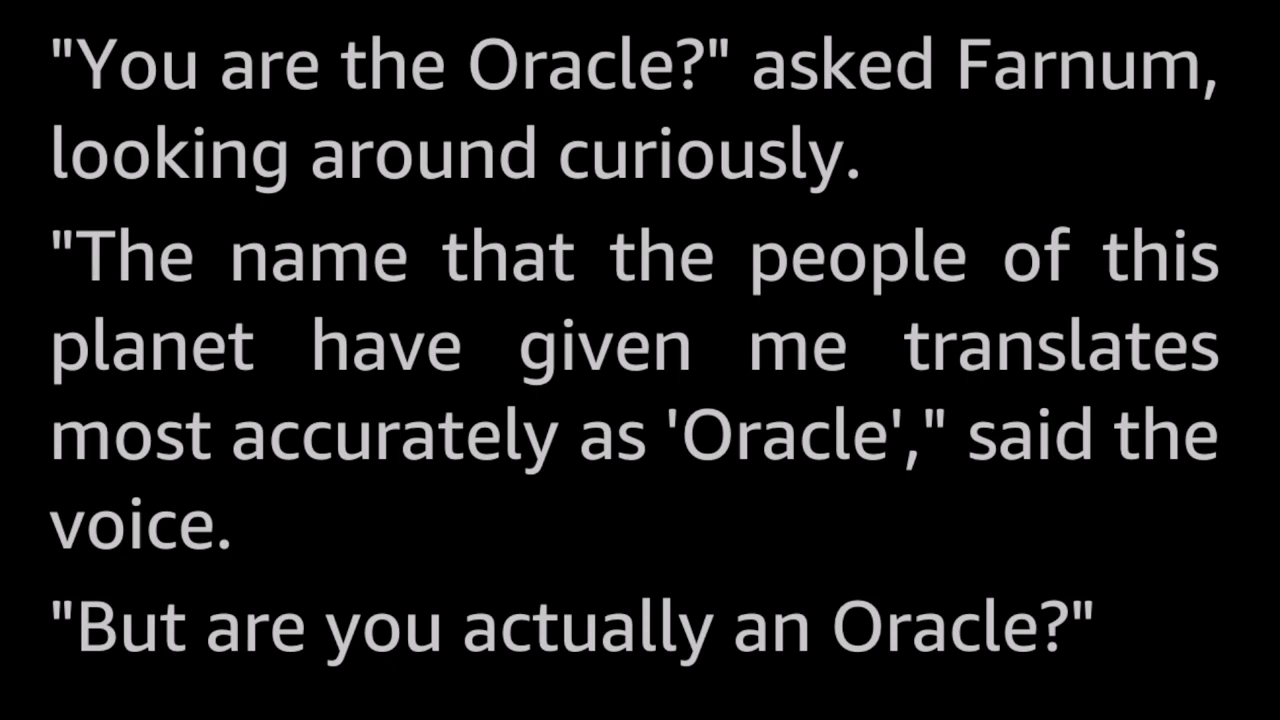 "You are the Oracle?" asked Farnum,
looking around curiously.
"The name that the people of this
planet have given me translates
most accurately as 'Oracle'," said the
voice.
"But are you actually an Oracle?"